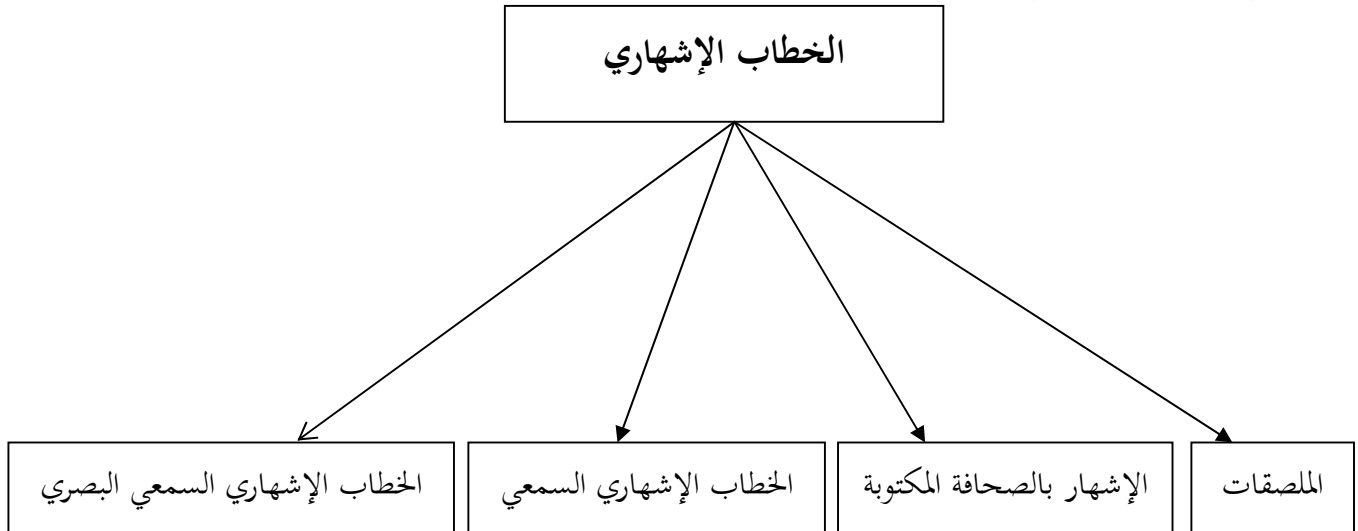 الخطاب الإشهاري
الملصقات
الإشهار بالصحافة المكتوبة
الخطاب الإشهاري السمعي
الخطاب الإشهاري السمعي البصري